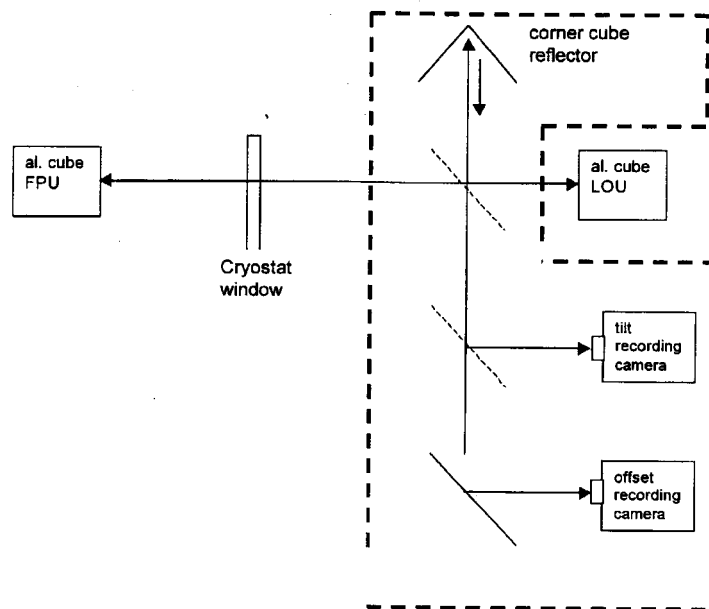 corner cube
reflector
al. cube
FPU
al. cube
LOU
Cryostat
window
tilt
recording
camera
offset
recording
camera